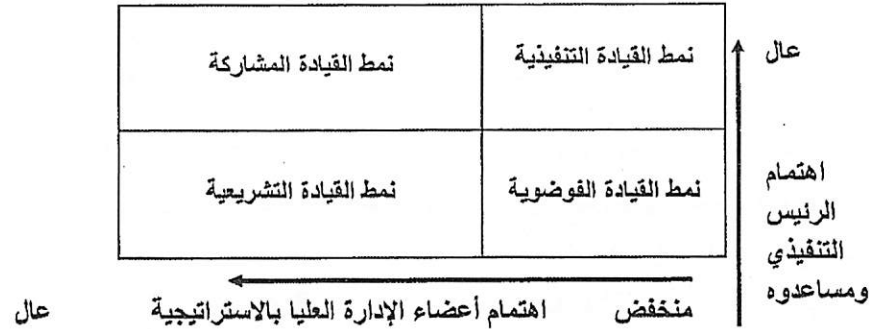 عال
نمط القيادة التنفيذية
نمط القيادة المشاركة
اهتمام
الرئيس
التنفيذي
ومساعدوه
نمط القيادة الفوضوية
نمط القيادة التشريعية
منخفض
اهتمام أعضاء الإدارة العليا بالاستراتيجية
عال